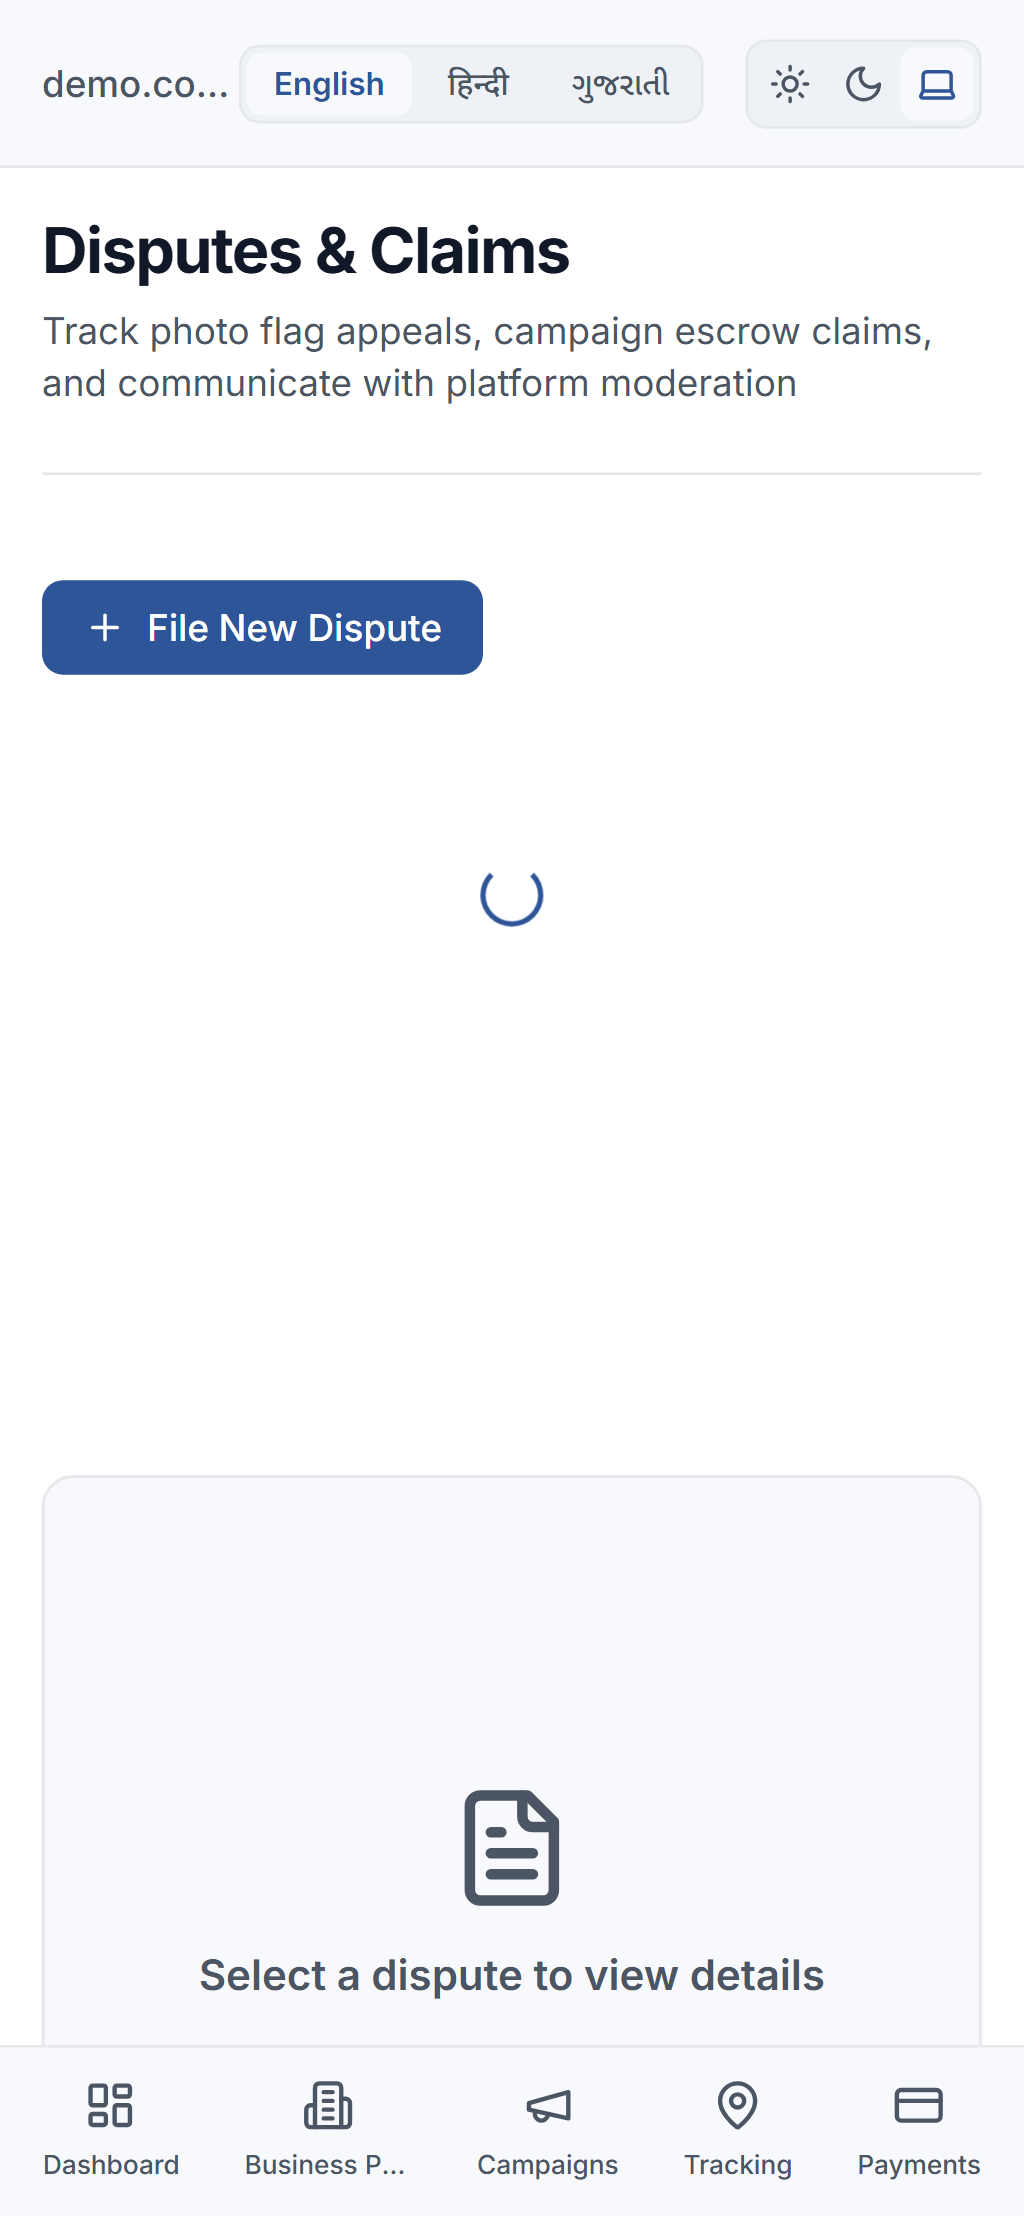 demo.co...
English
हिन्दी
ગુજરાતી
Disputes & Claims
Track photo flag appeals, campaign escrow claims,
and communicate with platform moderation
File New Dispute
Select a dispute to view details
Dashboard
Business P...
Campaigns
Tracking
Payments